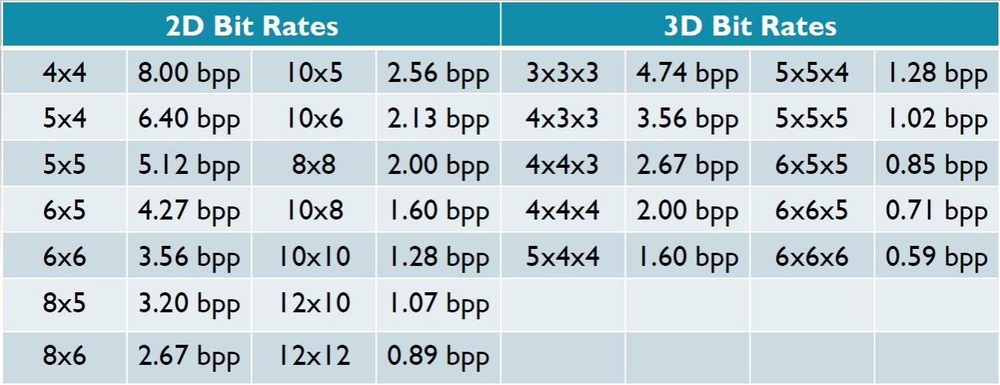 2D Bit Rates 3D Bit Rates
4x4 8.00 bpp 10x5 2.56 bpp 3x3x3 4.74 bpp 5x5x4 1.28 bpp
5x4 6.40 bpp 10x6 2.13 bpp 4x3x3 3.56 bpp 5x5x5 1.02 bpp
5x5 5.12 bpp 8x8 2.00 bpp 4x4x3 2.67 bpp 6x5x5 0.85 bpp
6x5 4.27 bpp 10x8 1.60 bpp 4x4x4 2.00 bpp 6x6x5 0.71 bpp
6x6 3.56 bpp 10x10 1.28 bpp 5x4x4 1.60 bpp 6x6x6 0.59 bpp
8x5 3.20 bpp 12x10 1.07 bpp
8x6 2.67 bpp 12x12 0.89 bpp